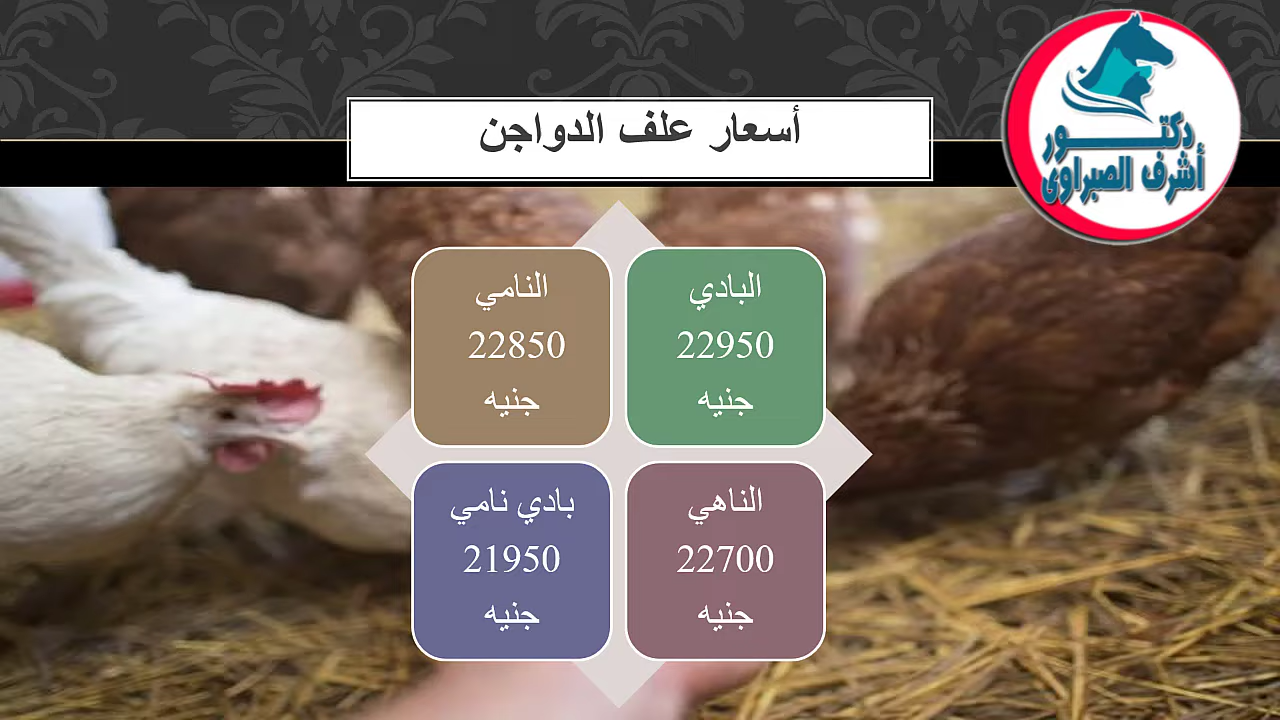 أسعار علف الدواجن
دكتور
أشرف الصبراوى
البادي
22950
جنيه
النامي
22850
جنيه
الناهي
22700
جنيه
بادي نامي
21950
جنيه